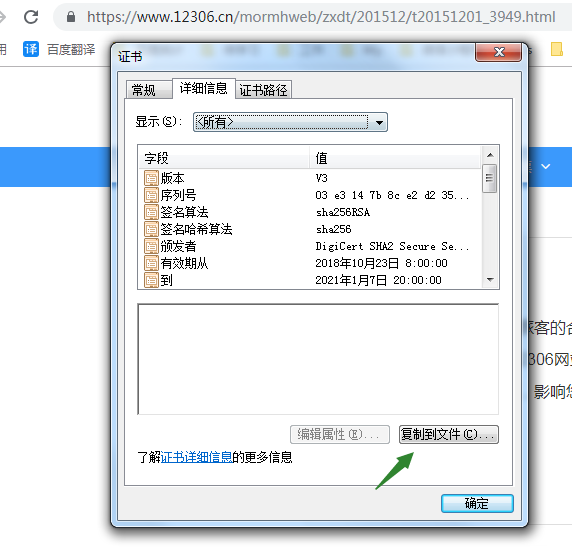 https://www.12306.cn/mormhweb/zxdt/201512/t20151201_3949.html
用 译 百度翻译
证书
常规 详细信息 证书路径
显示(S): <所有>
字段 值
版本 V3
序列号 03 e3 14 7b 8c e2 d2 35...
签名算法 sha256RSA
签名哈希算法 sha256
颁发者 DigiCert SHA2 Secure Se...
有效期从 2018年10月23日 8:00:00
到 2021年1月7日 20:00:00
旅客的合
306网站
影响您
编辑属性(E)... 复制到文件(C)...
了解证书详细信息的更多信息
确定